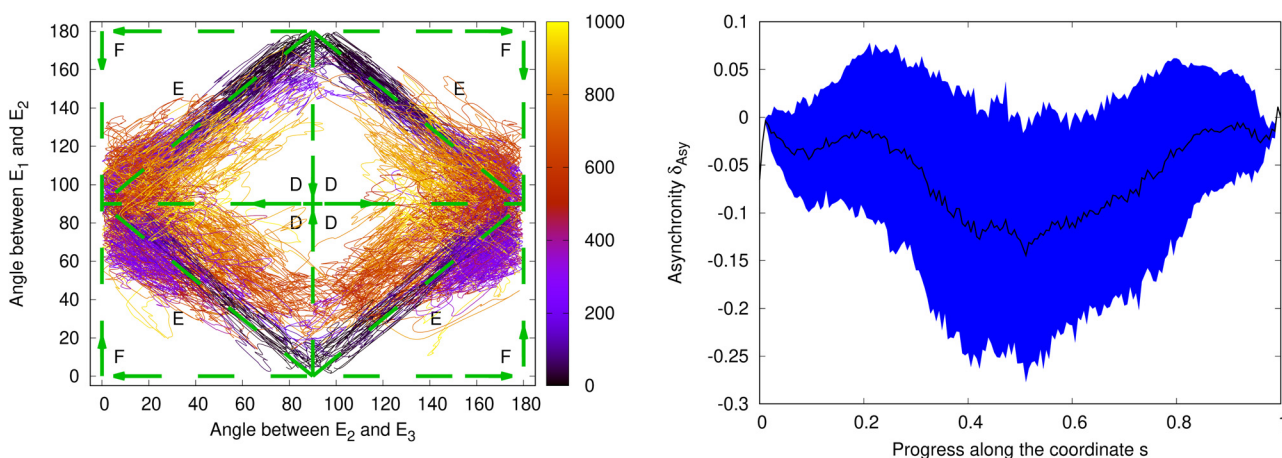 180
160
140
120
100
80
60
40
20
0
Angle between E1 and E2
0 20 40 60 80 100 120 140 160 180
Angle between E2 and E3
F F
E E
D D
D D
E E
F F
1000
800
600
400
200
0
0.1
0.05
0
-0.05
-0.1
-0.15
-0.2
-0.25
-0.3
Asynchronity δAsy
0 0.2 0.4 0.6 0.8 1
Progress along the coordinate s